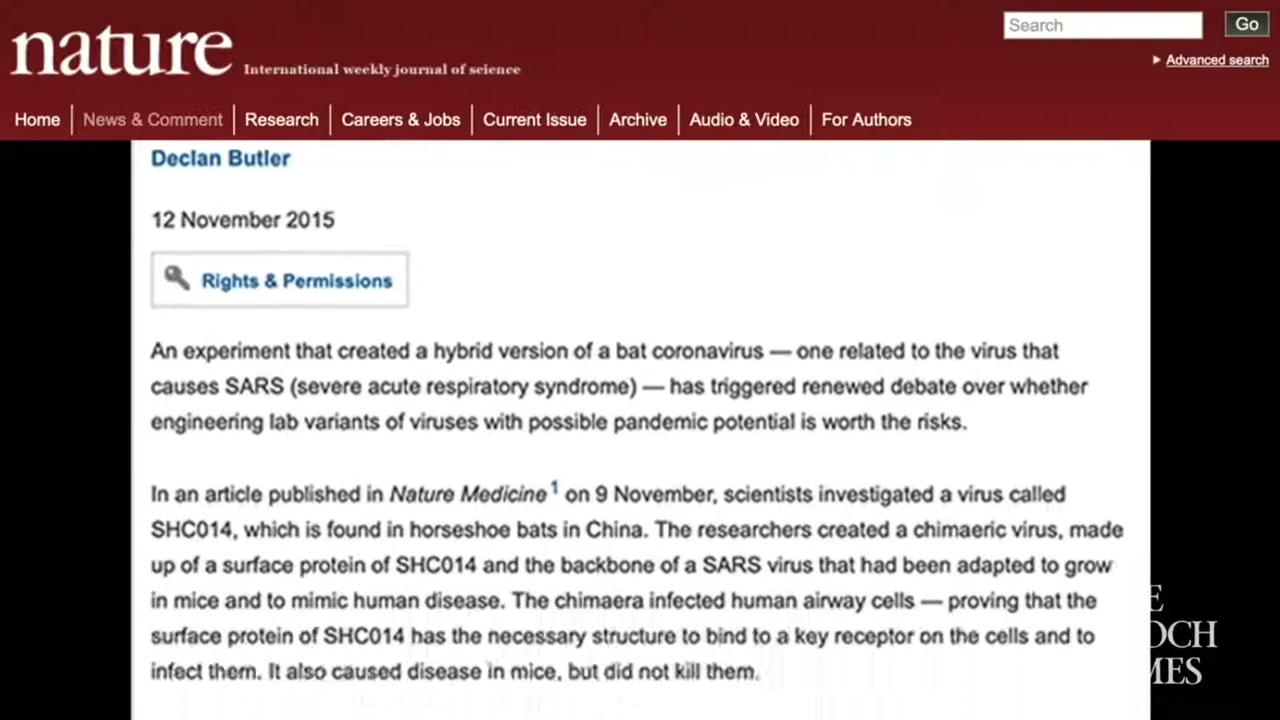 nature
International weekly journal of science
Search
Go
Advanced search
Home
News & Comment
Research
Careers & Jobs
Current Issue
Archive
Audio & Video
For Authors
Declan Butler
12 November 2015
Rights & Permissions
An experiment that created a hybrid version of a bat coronavirus — one related to the virus that
causes SARS (severe acute respiratory syndrome) — has triggered renewed debate over whether
engineering lab variants of viruses with possible pandemic potential is worth the risks.
In an article published in Nature Medicine1 on 9 November, scientists investigated a virus called
SHC014, which is found in horseshoe bats in China. The researchers created a chimaeric virus, made
up of a surface protein of SHC014 and the backbone of a SARS virus that had been adapted to grow
in mice and to mimic human disease. The chimaera infected human airway cells — proving that the
surface protein of SHC014 has the necessary structure to bind to a key receptor on the cells and to
infect them. It also caused disease in mice, but did not kill them.
E
OCH
MES